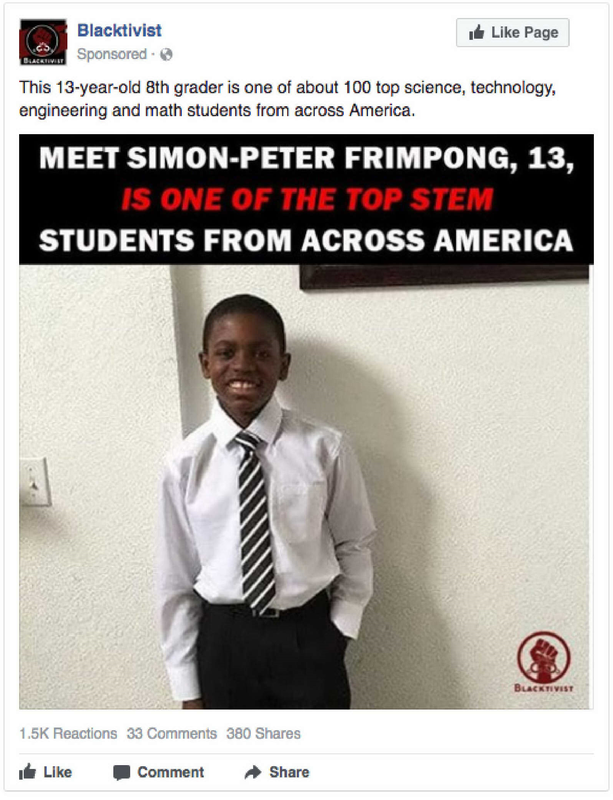 Blacktivist
Sponsored ·
Like Page
This 13-year-old 8th grader is one of about 100 top science, technology,
engineering and math students from across America.
MEET SIMON-PETER FRIMPONG, 13,
IS ONE OF THE TOP STEM
STUDENTS FROM ACROSS AMERICA
BLACKTIVIST
1.5K Reactions 33 Comments 380 Shares
Like Comment Share